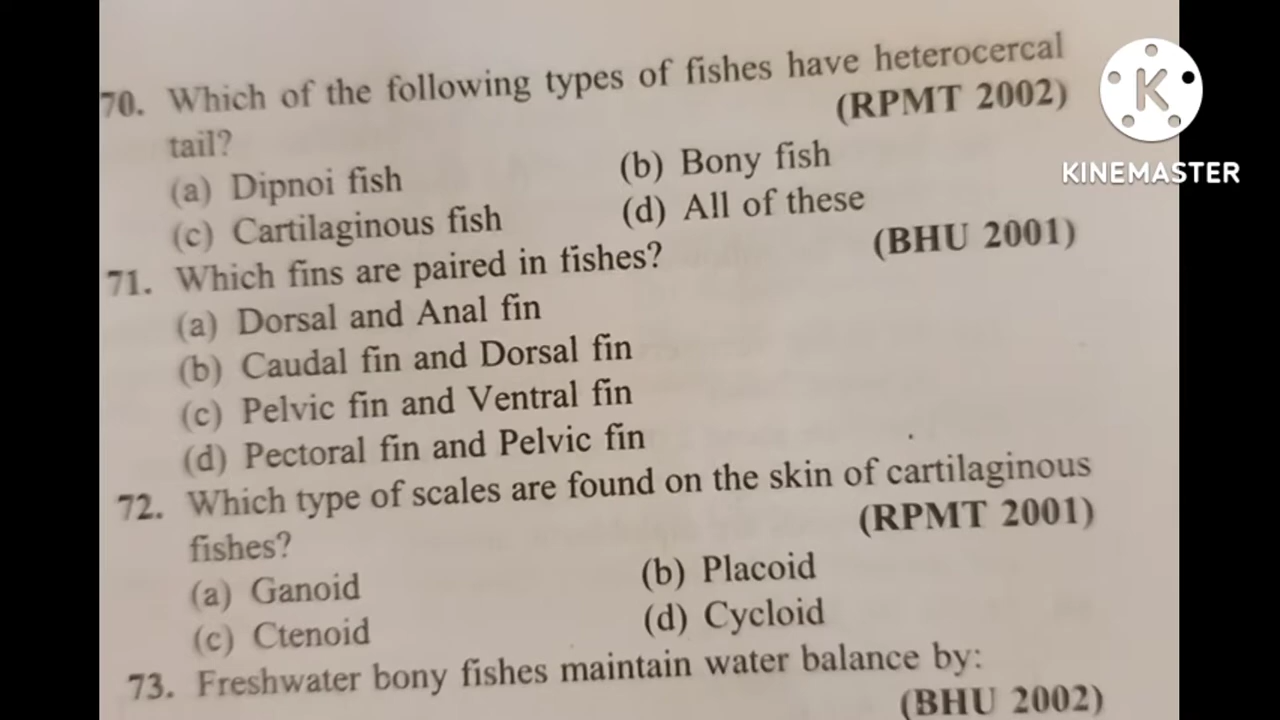 70. Which of the following types of fishes have heterocercal
tail? (RPMT 2002)
(a) Dipnoi fish (b) Bony fish
(c) Cartilaginous fish (d) All of these
71. Which fins are paired in fishes? (BHU 2001)
(a) Dorsal and Anal fin
(b) Caudal fin and Dorsal fin
(c) Pelvic fin and Ventral fin
(d) Pectoral fin and Pelvic fin
72. Which type of scales are found on the skin of cartilaginous
fishes? (RPMT 2001)
(a) Ganoid (b) Placoid
(c) Ctenoid (d) Cycloid
73. Freshwater bony fishes maintain water balance by:
(BHU 2002)
K
KINEMASTER